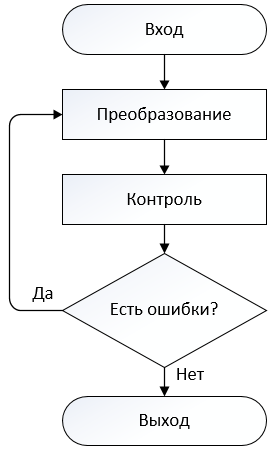 Вход
Преобразование
Контроль
Есть ошибки?
Да
Нет
Выход